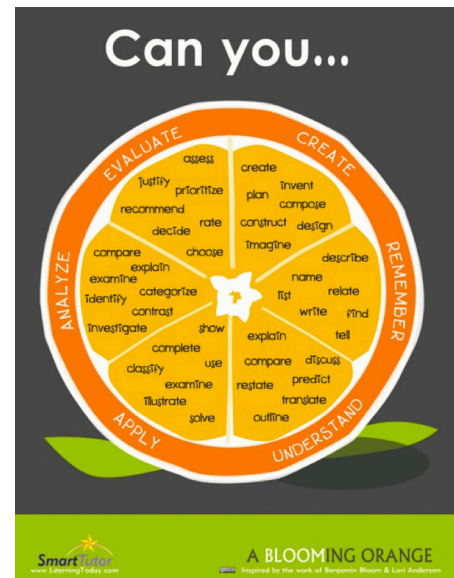 Can you...
EVALUATE
assess
justify
prioritize
recommend
rate
decide
choose
CREATE
create
invent
plan
compose
construct
design
imagine
REMEMBER
describe
name
relate
list
write
find
tell
UNDERSTAND
explain
compare
discuss
predict
restate
translate
outline
APPLY
show
complete
use
classify
examine
illustrate
solve
ANALYZE
compare
explain
examine
categorize
identify
contrast
investigate
SmartTutor
www.LearningToday.com
A BLOOMING ORANGE
Inspired by the work of Benjamin Bloom & Lori Anderson